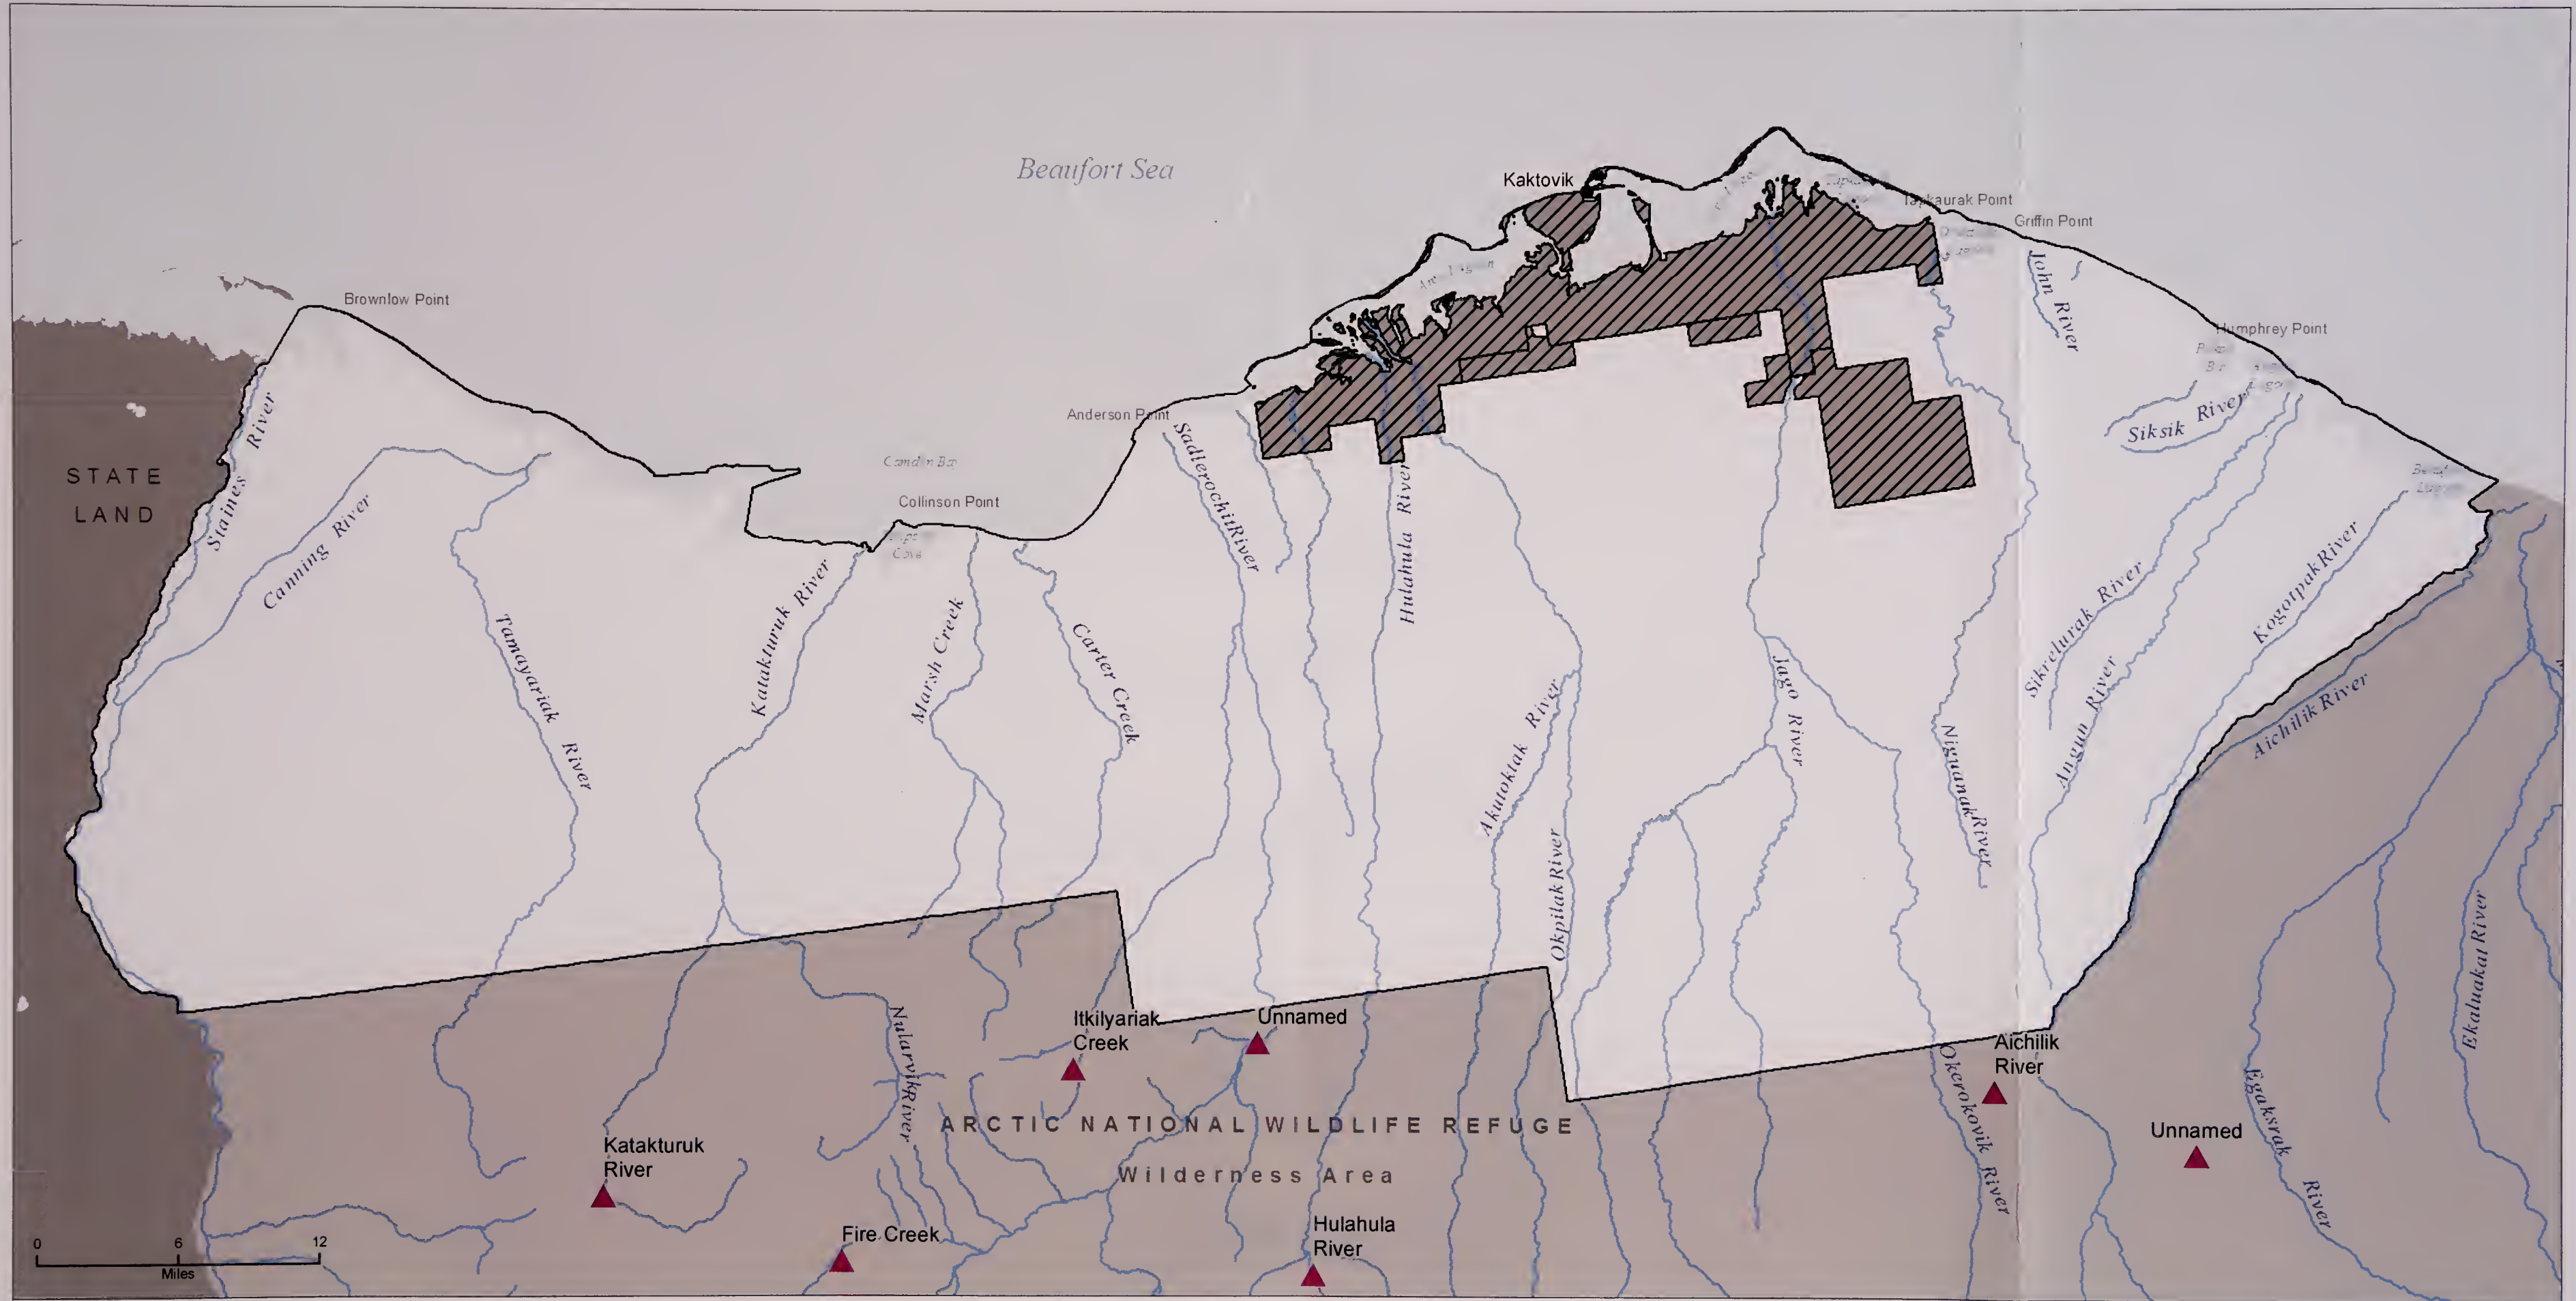 Beaufort Sea
Kaktovik
Tapkaurak Point
Griffin Point
Brownlow Point
John River
Humphrey Point
Anderson Point
Siksik River
STATE
LAND
Staines River
Camden Bay
Collinson Point
Canning River
Sadlerochit River
Hulahula River
Tamayariak River
Katakturuk River
Marsh Creek
Carter Creek
Akutoktak River
Okpilak River
Jago River
Niguanak River
Sikrelurak River
Angun River
Kogotpak River
Aichilik River
Ekaluakat River
Egaksrak River
Okerokovik River
Nularvik River
Itkilyariak
Creek
Unnamed
Aichilik
River
Unnamed
ARCTIC NATIONAL WILDLIFE REFUGE
Wilderness Area
Katakturuk
River
Fire Creek
Hulahula
River
0 6 12
Miles